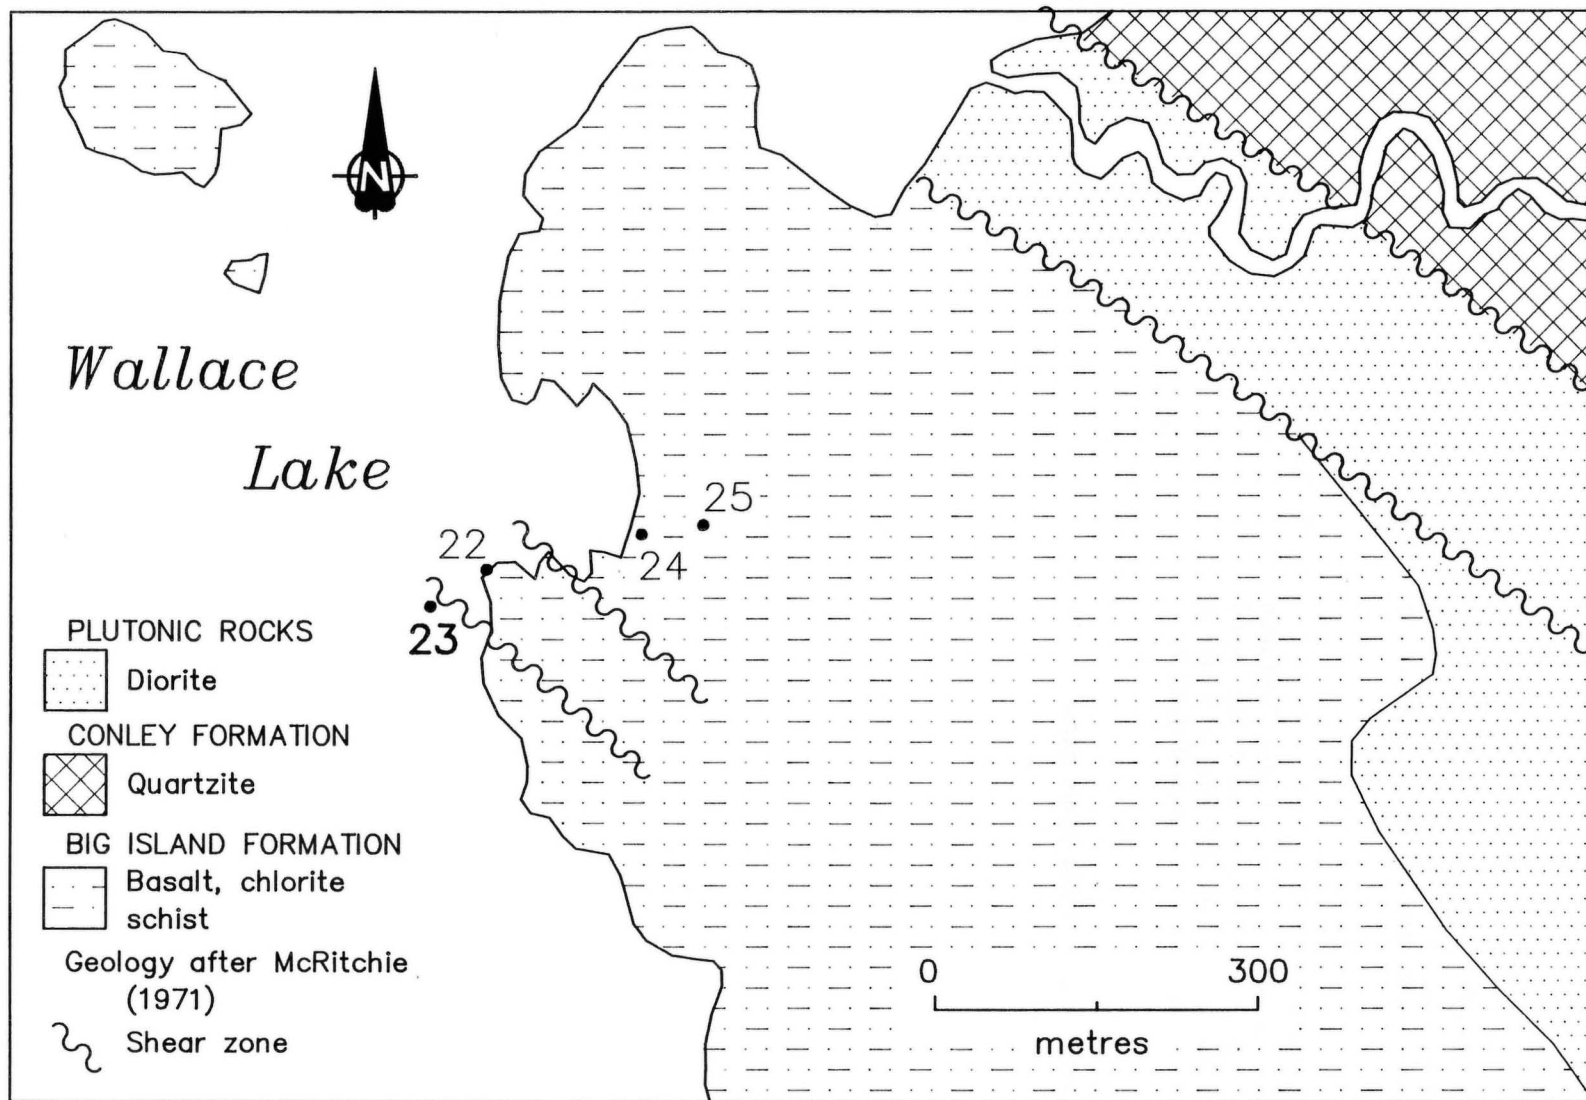 N
Wallace
Lake
25
22
24
23
PLUTONIC ROCKS
Diorite
CONLEY FORMATION
Quartzite
BIG ISLAND FORMATION
Basalt, chlorite
schist
Geology after McRitchie
(1971)
Shear zone
0 300
metres